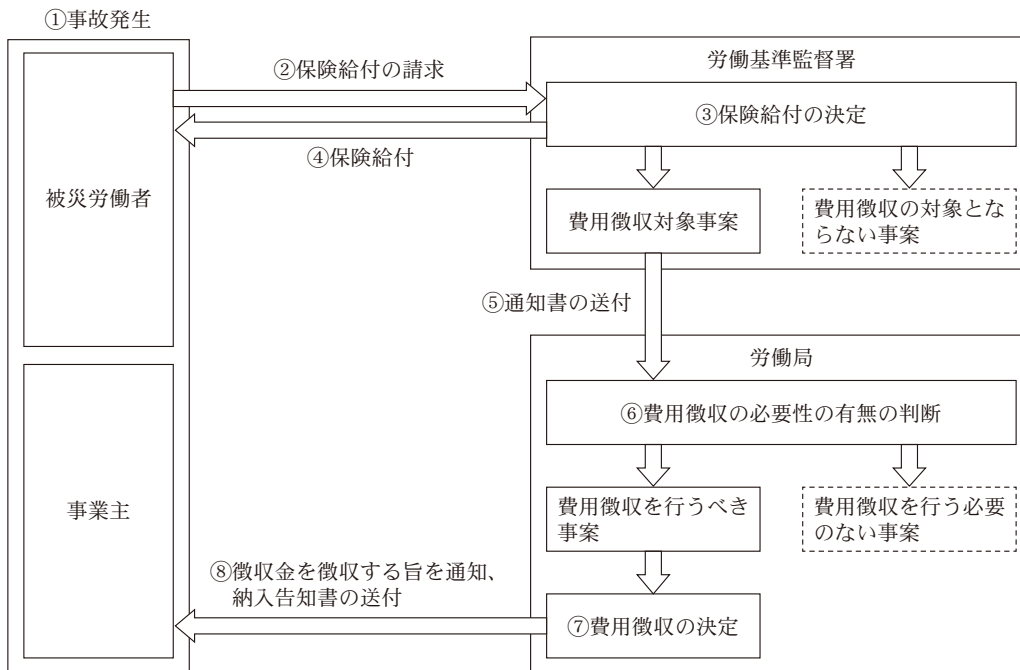 ①事故発生
被災労働者
事業主
②保険給付の請求
④保険給付
労働基準監督署
③保険給付の決定
費用徴収対象事案
費用徴収の対象とな
らない事案
⑤通知書の送付
労働局
⑥費用徴収の必要性の有無の判断
費用徴収を行うべき
事案
費用徴収を行う必要
のない事案
⑦費用徴収の決定
⑧徴収金を徴収する旨を通知、
納入告知書の送付